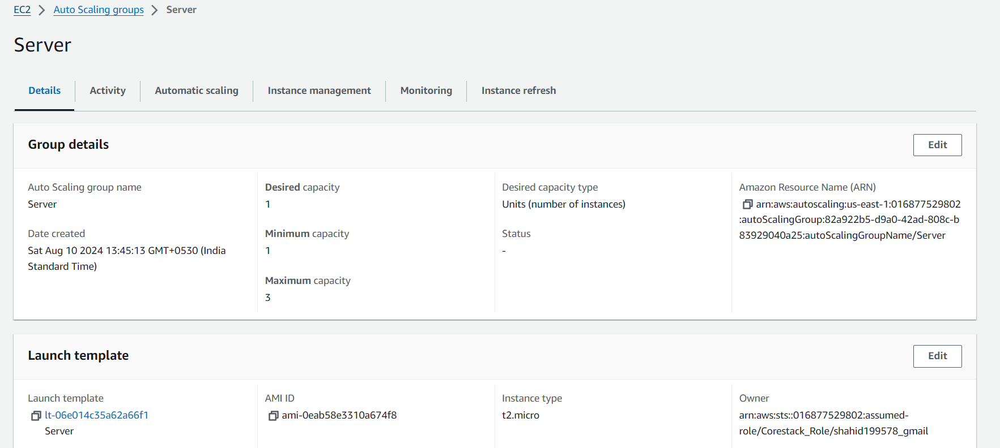 EC2 > Auto Scaling groups > Server
Server
Details Activity Automatic scaling Instance management Monitoring Instance refresh
Group details
Edit
Auto Scaling group name
Server
Date created
Sat Aug 10 2024 13:45:13 GMT+0530 (India
Standard Time)
Desired capacity
1
Minimum capacity
1
Maximum capacity
3
Desired capacity type
Units (number of instances)
Status
-
Amazon Resource Name (ARN)
arn:aws:autoscaling:us-east-1:016877529802
:autoScalingGroup:82a922b5-d9a0-42ad-808c-b
83929040a25:autoScalingGroupName/Server
Launch template
Edit
Launch template
lt-06e014c35a62a66f1
Server
AMI ID
ami-0eab58e3310a674f8
Instance type
t2.micro
Owner
arn:aws:sts::016877529802:assumed-
role/Corestack_Role/shahid199578_gmail